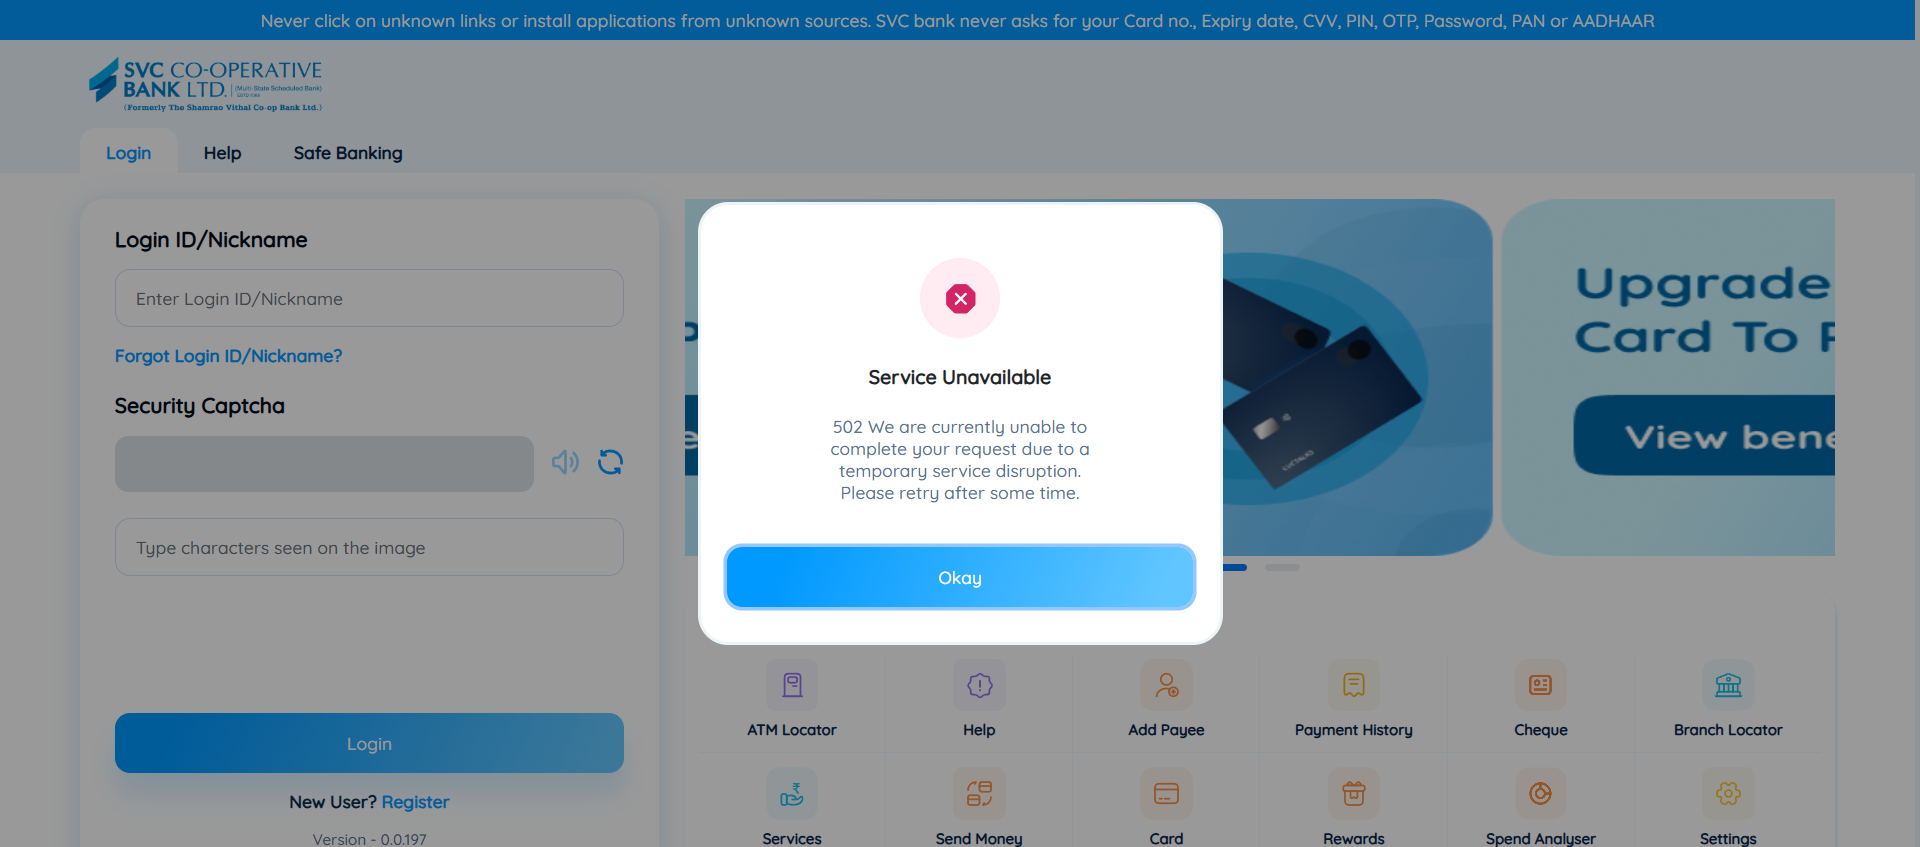 Never click on unknown links or install applications from unknown sources. SVC bank never asks for your Card no., Expiry date, CVV, PIN, OTP, Password, PAN or AADHAAR
SVC CO-OPERATIVE
BANK LTD. (Multi-State Scheduled Bank)
(Formerly The Shamrao Vithal Co-op Bank Ltd.)
Login Help Safe Banking
Login ID/Nickname
Enter Login ID/Nickname
Forgot Login ID/Nickname?
Security Captcha
Type characters seen on the image
Login
New User? Register
Version - 0.0.197
Upgrade
Card To
View bene
Service Unavailable
502 We are currently unable to
complete your request due to a
temporary service disruption.
Please retry after some time.
Okay
ATM Locator Help Add Payee Payment History Cheque Branch Locator
Services Send Money Card Rewards Spend Analyser Settings